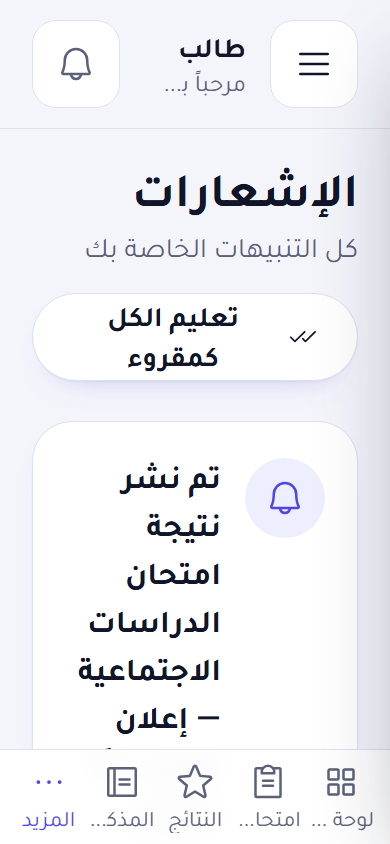 طالب
مرحباً بـ...
الإشعارات
كل التنبيهات الخاصة بك
تعليم الكل
كمقروء
تم نشر
نتيجة
امتحان
الدراسات
الاجتماعية
— إعلان
لوحة ...
امتحا...
النتائج
المذك...
المزيد